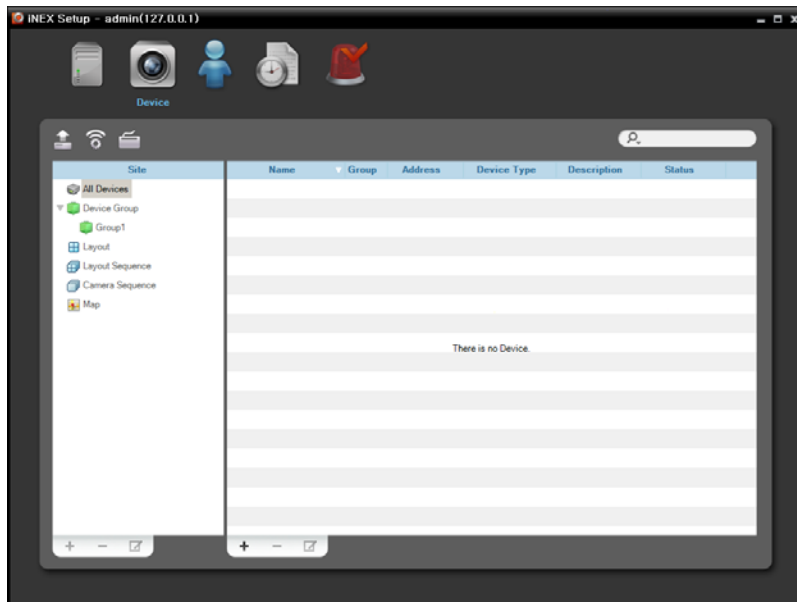 iNEX Setup - admin(127.0.0.1)
Device
Site
Name Group Address Device Type Description Status
All Devices
Device Group
Group1
Layout
Layout Sequence
Camera Sequence
Map
There is no Device.